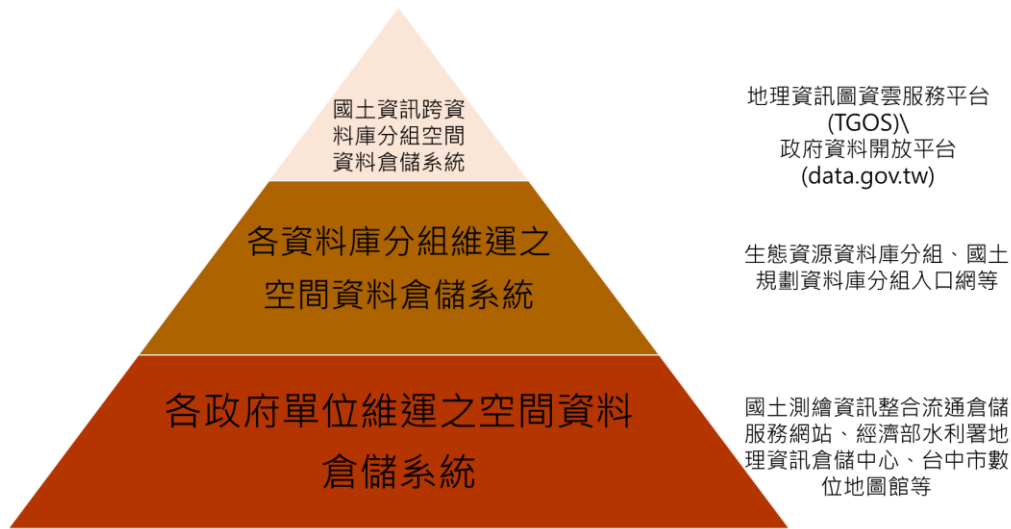 國土資訊跨資
料庫分組空間
資料倉儲系統
地理資訊圖資雲服務平台
(TGOS)\
政府資料開放平台
(data.gov.tw)
各資料庫分組維運之
空間資料倉儲系統
生態資源資料庫分組、國土
規劃資料庫分組入口網等
各政府單位維運之空間資料
倉儲系統
國土測繪資訊整合流通倉儲
服務網站、經濟部水利署地
理資訊倉儲中心、台中市數
位地圖館等